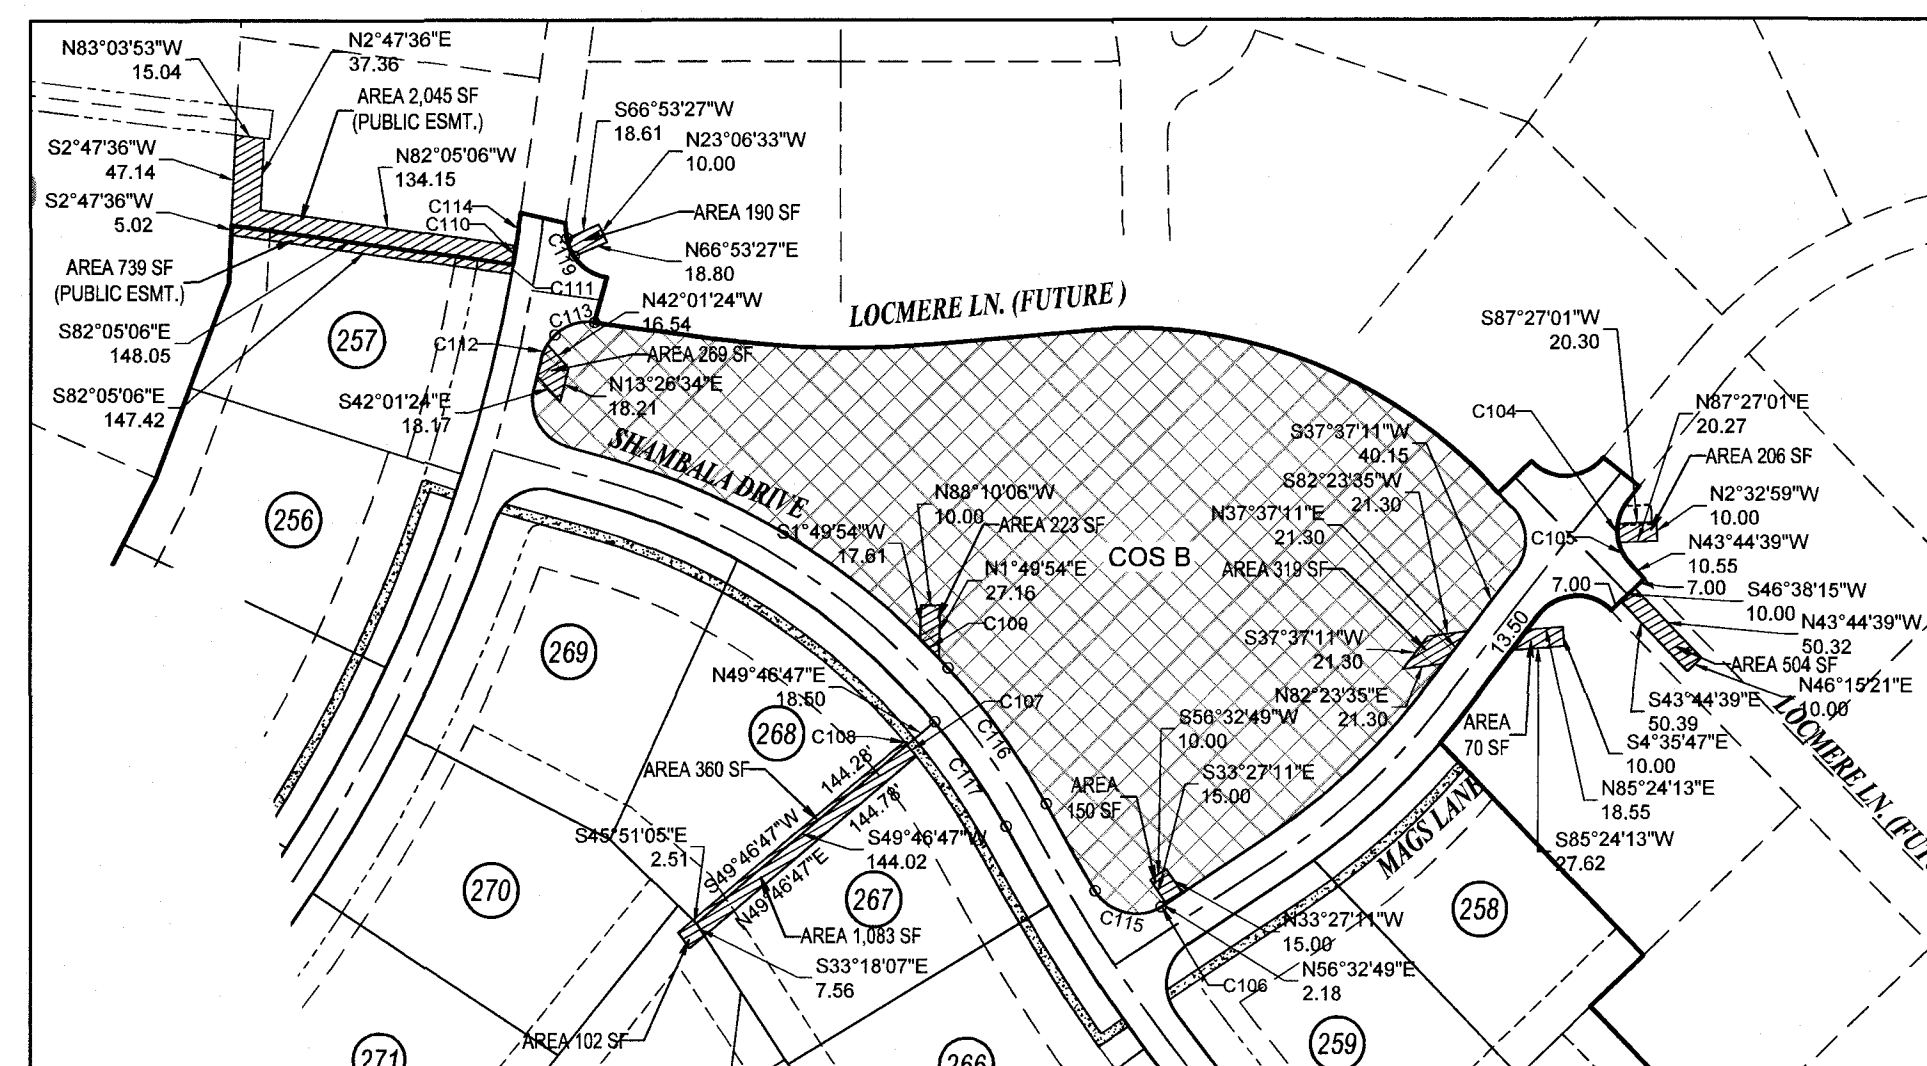 N83°03'53"W
15.04
N2°47'36"E
37.36
AREA 2,045 SF
(PUBLIC ESMT.)
S2°47'36"W
47.14
N82°05'06"W
134.15
S2°47'36"W
5.02
C114
C110
AREA 739 SF
(PUBLIC ESMT.)
S82°05'06"E
148.05
S82°05'06"E
147.42
S66°53'27"W
18.61
N23°06'33"W
10.00
AREA 190 SF
N66°53'27"E
18.80
C119
C111
C113
C112
N42°01'24"W
16.54
AREA 269 SF
N13°26'34"E
18.21
S42°01'24"E
18.17
257
256
LOCMERE LN. (FUTURE )
SHAMBALA DRIVE
S87°27'01"W
20.30
C104
N87°27'01"E
20.27
AREA 206 SF
N2°32'59"W
10.00
C105
N43°44'39"W
10.55
7.00
7.00
S46°38'15"W
10.00
N43°44'39"W
50.32
AREA 504 SF
N46°15'21"E
10.00
S43°44'39"E
50.39
S4°35'47"E
10.00
N85°24'13"E
18.55
S85°24'13"W
27.62
AREA
70 SF
13.50
S37°37'11"W
40.15
S82°23'35"W
21.30
N37°37'11"E
21.30
AREA 319 SF
S37°37'11"W
21.30
N82°23'35"E
21.30
COS B
N88°10'06"W
10.00
AREA 223 SF
S1°49'54"W
17.61
N1°49'54"E
27.16
C109
N49°46'47"E
18.50
C107
C108
C116
C117
269
268
AREA 360 SF
144.28'
144.78'
S49°46'47"W
N49°46'47"E
S49°46'47"W
144.02
S45°51'05"E
2.51
AREA 1,083 SF
S33°18'07"E
7.56
AREA 102 SF
270
267
271
266
S56°32'49"W
10.00
S33°27'11"E
15.00
AREA
150 SF
C115
N33°27'11"W
15.00
N56°32'49"E
2.18
C106
MAGS LANE
258
259
LOCMERE LN. (FUT